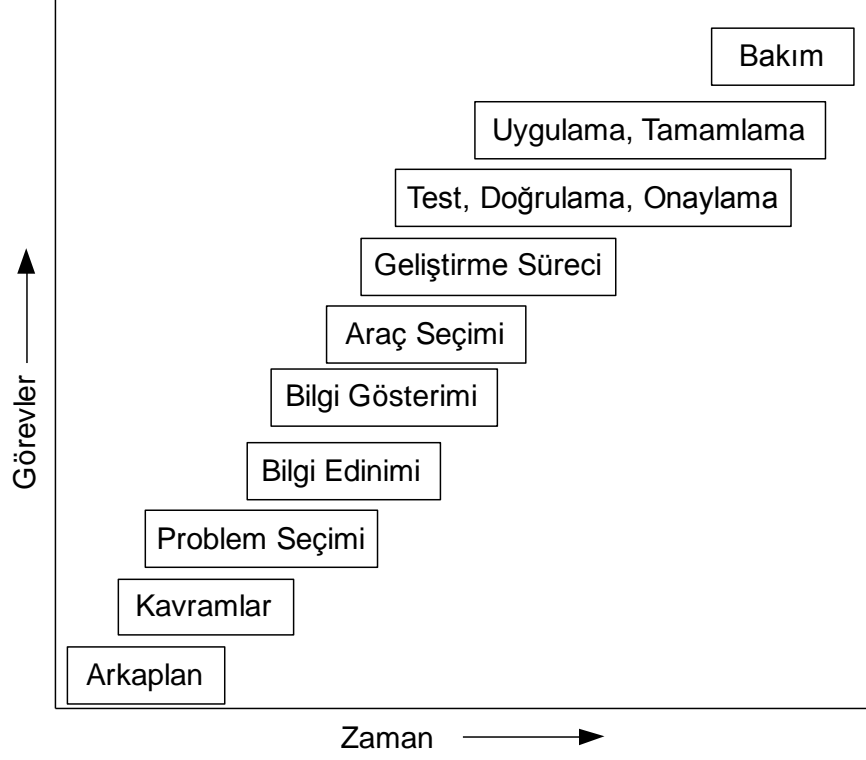 Bakım
Uygulama, Tamamlama
Test, Doğrulama, Onaylama
Geliştirme Süreci
Araç Seçimi
Bilgi Gösterimi
Bilgi Edinimi
Problem Seçimi
Kavramlar
Arkaplan
Görevler
Zaman